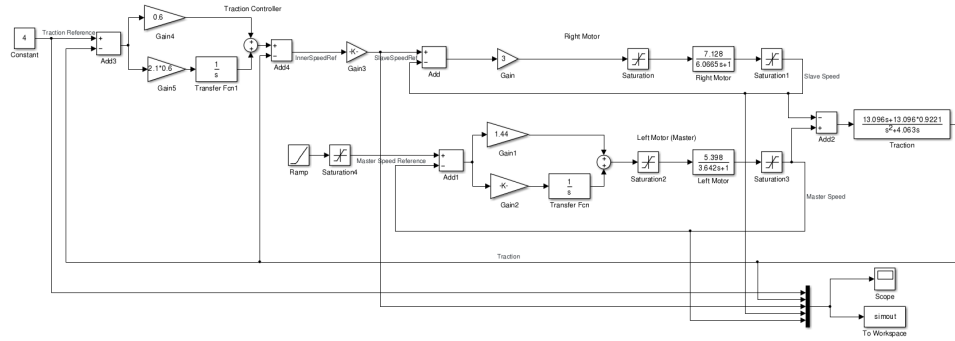 Traction Controller
0.6
Gain4
4
Constant
Traction Reference
+
−
Add3
2.1*0.6
Gain5
1
s
Transfer Fcn1
+
+
+
−
Add4
InnerSpeedRef
-K-
Gain3
SlaveSpeedRef
+
−
Add
Right Motor
3
Gain
Saturation
7.128
6.0665s+1
Right Motor
Saturation1
Slave Speed
−
+
Add2
13.096s+13.096*0.9221
s²+4.063s
Traction
Ramp
Saturation4
Master Speed Reference
+
−
Add1
1.44
Gain1
-K-
Gain2
1
s
Transfer Fcn
+
+
Left Motor (Master)
Saturation2
5.398
3.642s+1
Left Motor
Saturation3
Master Speed
Traction
Scope
simout
To Workspace